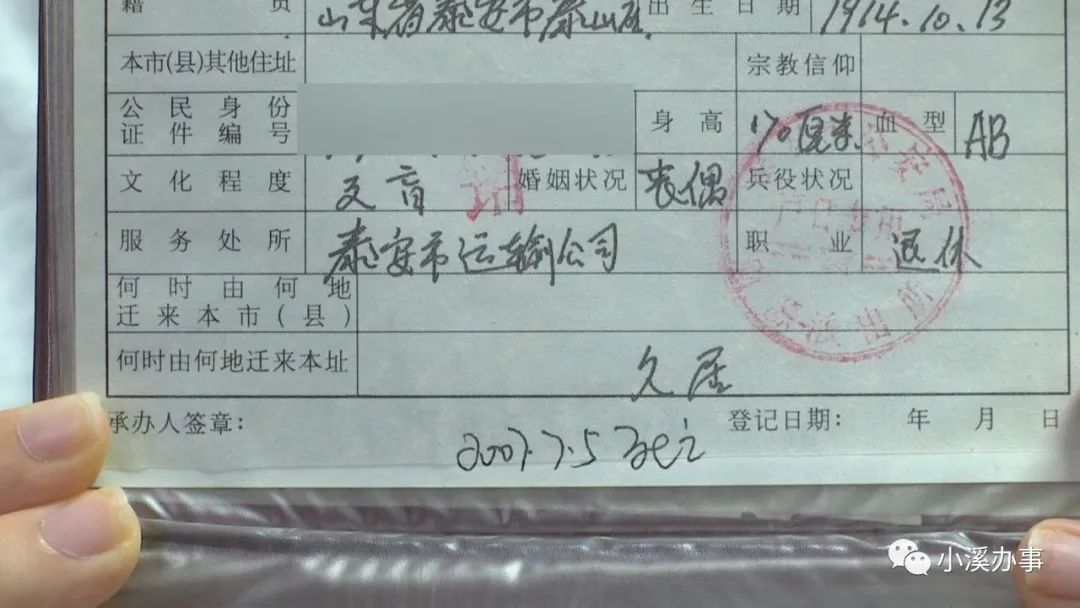 籍贯 山东省泰安市泰山区 出生日期 1914.10.13
本市(县)其他住址 宗教信仰
公民身份证件编号 身高 170厘米 血型 AB
文化程度 文盲 婚姻状况 丧偶 兵役状况
服务处所 泰安市运输公司 职业 退休
何时由何地迁来本市(县)
何时由何地迁来本址 久居
承办人签章: 登记日期: 年 月 日
2007.7.5 死亡
小溪办事